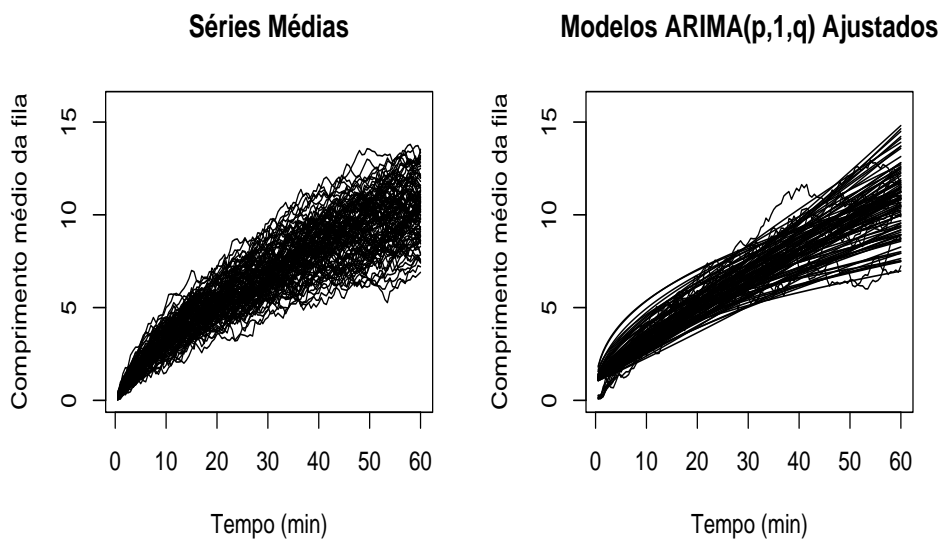 Séries Médias
Comprimento médio da fila
0 5 10 15
0 10 20 30 40 50 60
Tempo (min)
Modelos ARIMA(p,1,q) Ajustados
Comprimento médio da fila
0 5 10 15
0 10 20 30 40 50 60
Tempo (min)